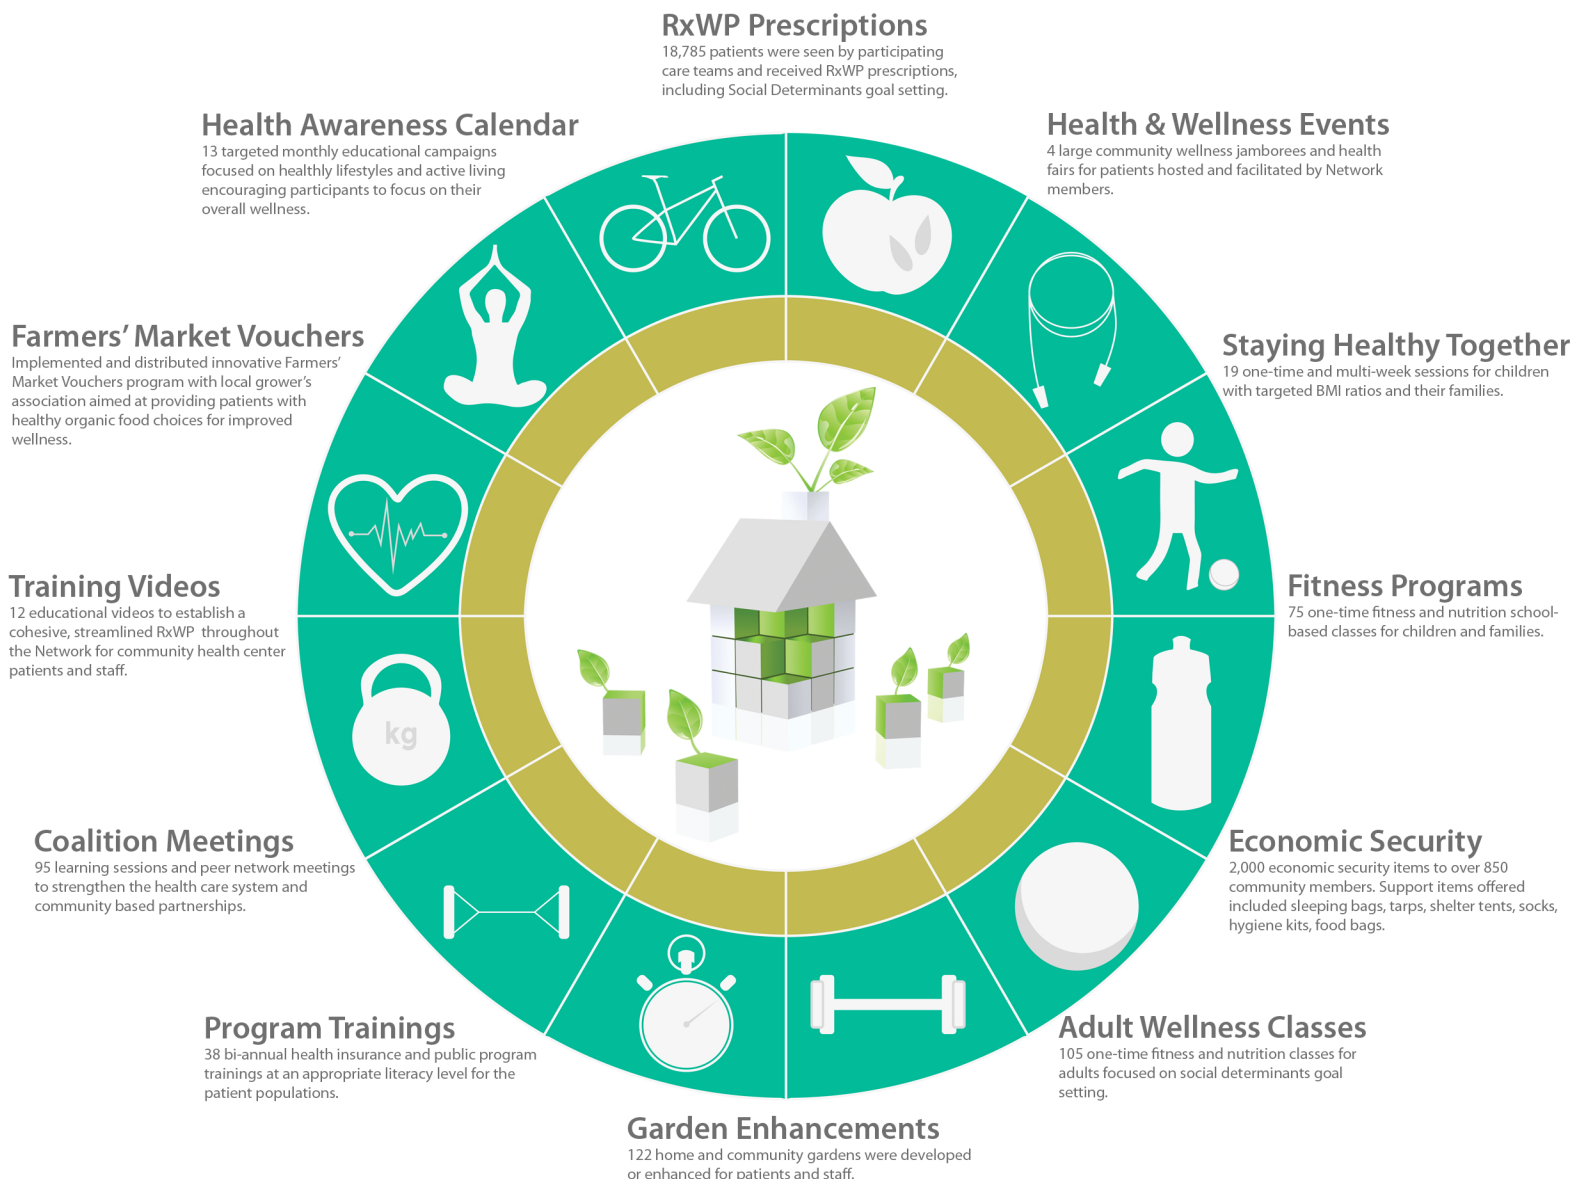 RxWP Prescriptions
18,785 patients were seen by participating
care teams and received RxWP prescriptions,
including Social Determinants goal setting.
Health & Wellness Events
4 large community wellness jamborees and health
fairs for patients hosted and facilitated by Network
members.
Staying Healthy Together
19 one-time and multi-week sessions for children
with targeted BMI ratios and their families.
Fitness Programs
75 one-time fitness and nutrition school-
based classes for children and families.
Economic Security
2,000 economic security items to over 850
community members. Support items offered
included sleeping bags, tarps, shelter tents, socks,
hygiene kits, food bags.
Adult Wellness Classes
105 one-time fitness and nutrition classes for
adults focused on social determinants goal
setting.
Garden Enhancements
122 home and community gardens were developed
or enhanced for patients and staff.
Program Trainings
38 bi-annual health insurance and public program
trainings at an appropriate literacy level for the
patient populations.
Coalition Meetings
95 learning sessions and peer network meetings
to strengthen the health care system and
community based partnerships.
Training Videos
12 educational videos to establish a
cohesive, streamlined RxWP throughout
the Network for community health center
patients and staff.
Farmers' Market Vouchers
Implemented and distributed innovative Farmers'
Market Vouchers program with local grower's
association aimed at providing patients with
healthy organic food choices for improved
wellness.
Health Awareness Calendar
13 targeted monthly educational campaigns
focused on healthly lifestyles and active living
encouraging participants to focus on their
overall wellness.
kg